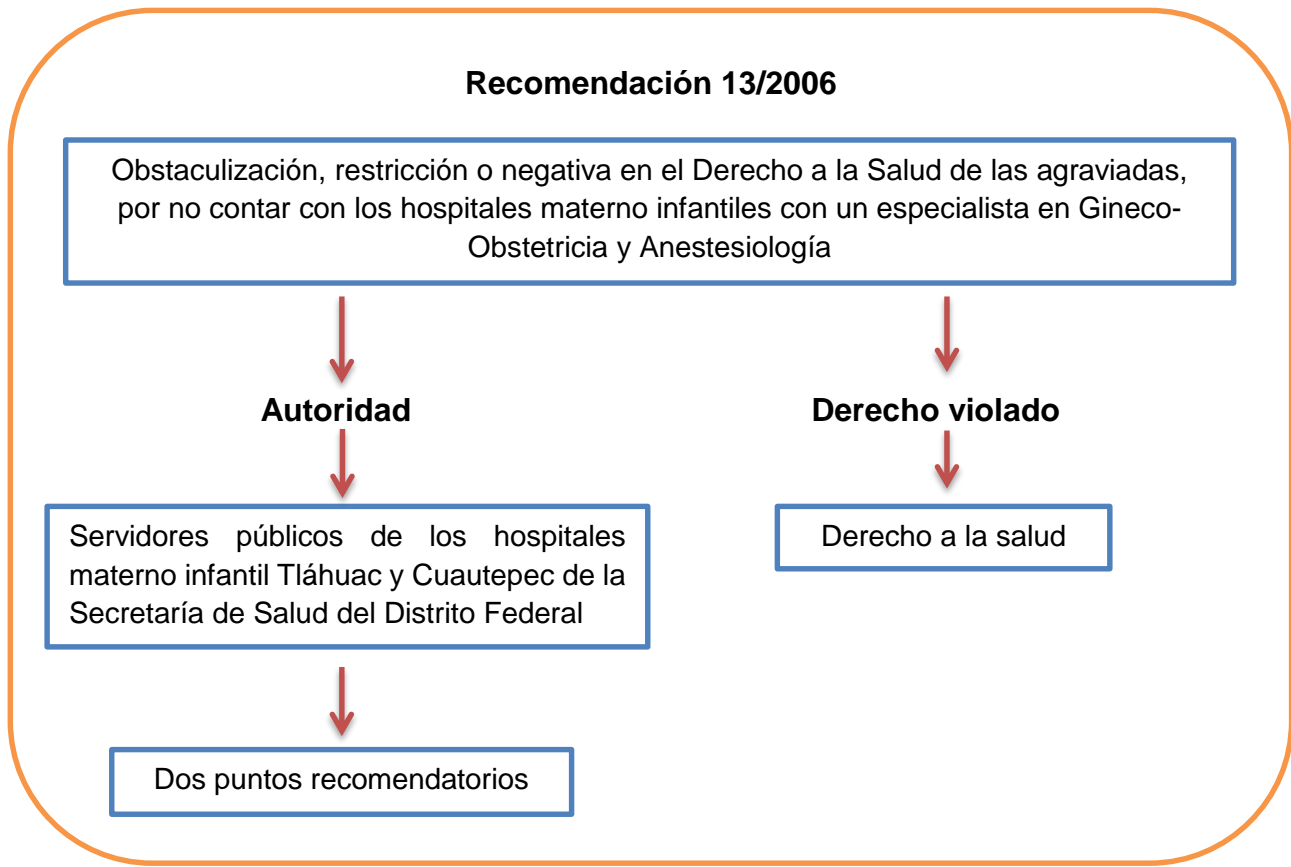 Recomendación 13/2006
Obstaculización, restricción o negativa en el Derecho a la Salud de las agraviadas,
por no contar con los hospitales materno infantiles con un especialista en Gineco-
Obstetricia y Anestesiología
Autoridad
Derecho violado
Servidores públicos de los hospitales
materno infantil Tláhuac y Cuautepec de la
Secretaría de Salud del Distrito Federal
Derecho a la salud
Dos puntos recomendatorios